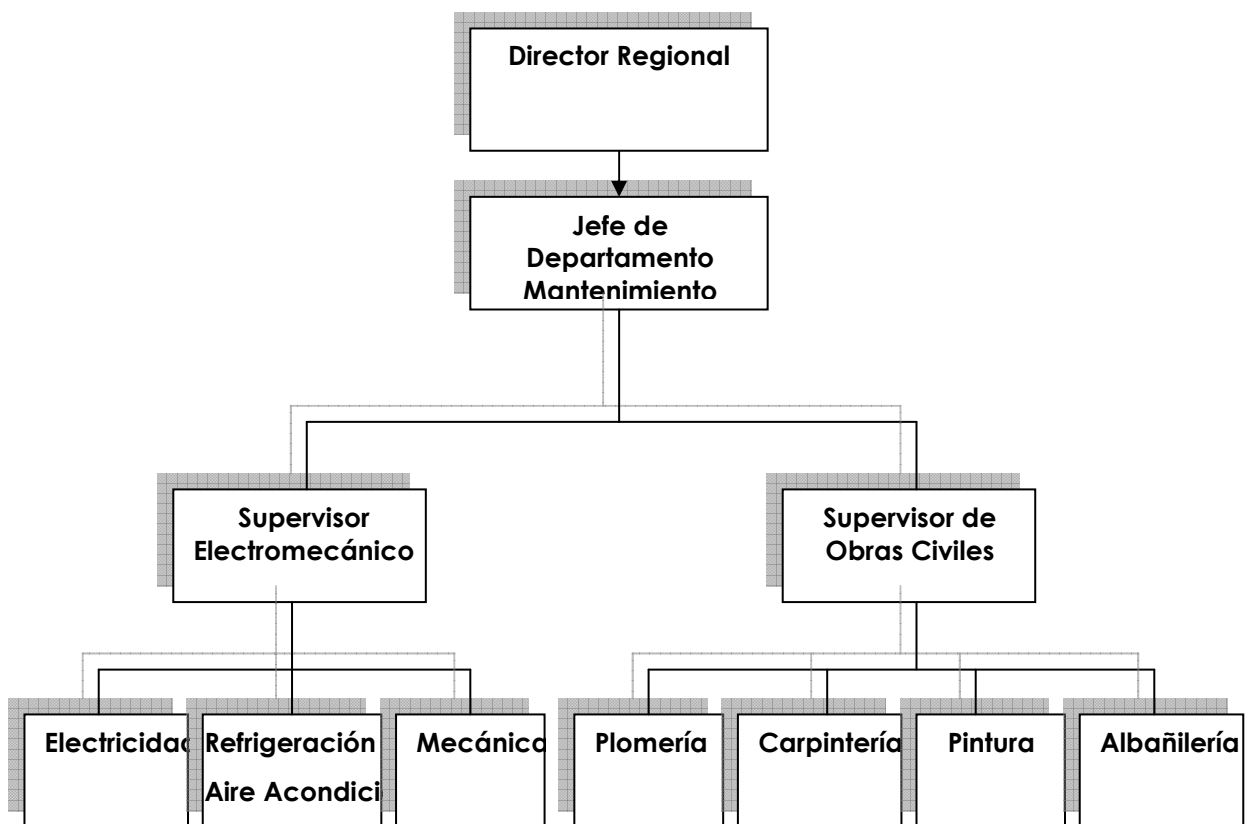 Director Regional
Jefe de
Departamento
Mantenimiento
Supervisor
Electromecánico
Supervisor de
Obras Civiles
Electricidad
Refrigeración
Aire Acondici
Mecánica
Plomería
Carpintería
Pintura
Albañilería